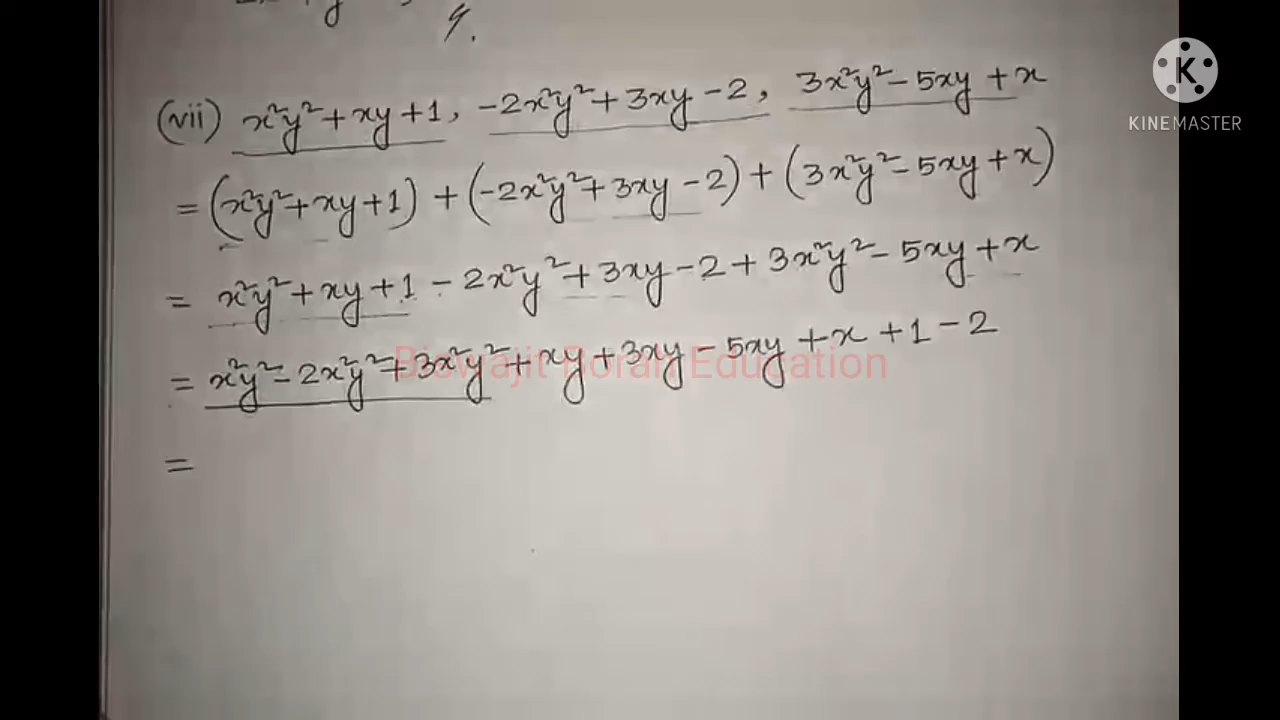 4.
(vii) x²y² + xy + 1, -2x²y² + 3xy - 2, 3x²y² - 5xy + x
= (x²y² + xy + 1) + (-2x²y² + 3xy - 2) + (3x²y² - 5xy + x)
= x²y² + xy + 1 - 2x²y² + 3xy - 2 + 3x²y² - 5xy + x
= x²y² - 2x²y² + 3x²y² + xy + 3xy - 5xy + x + 1 - 2
=
K
KINEMASTER
Biswajit Borah Education